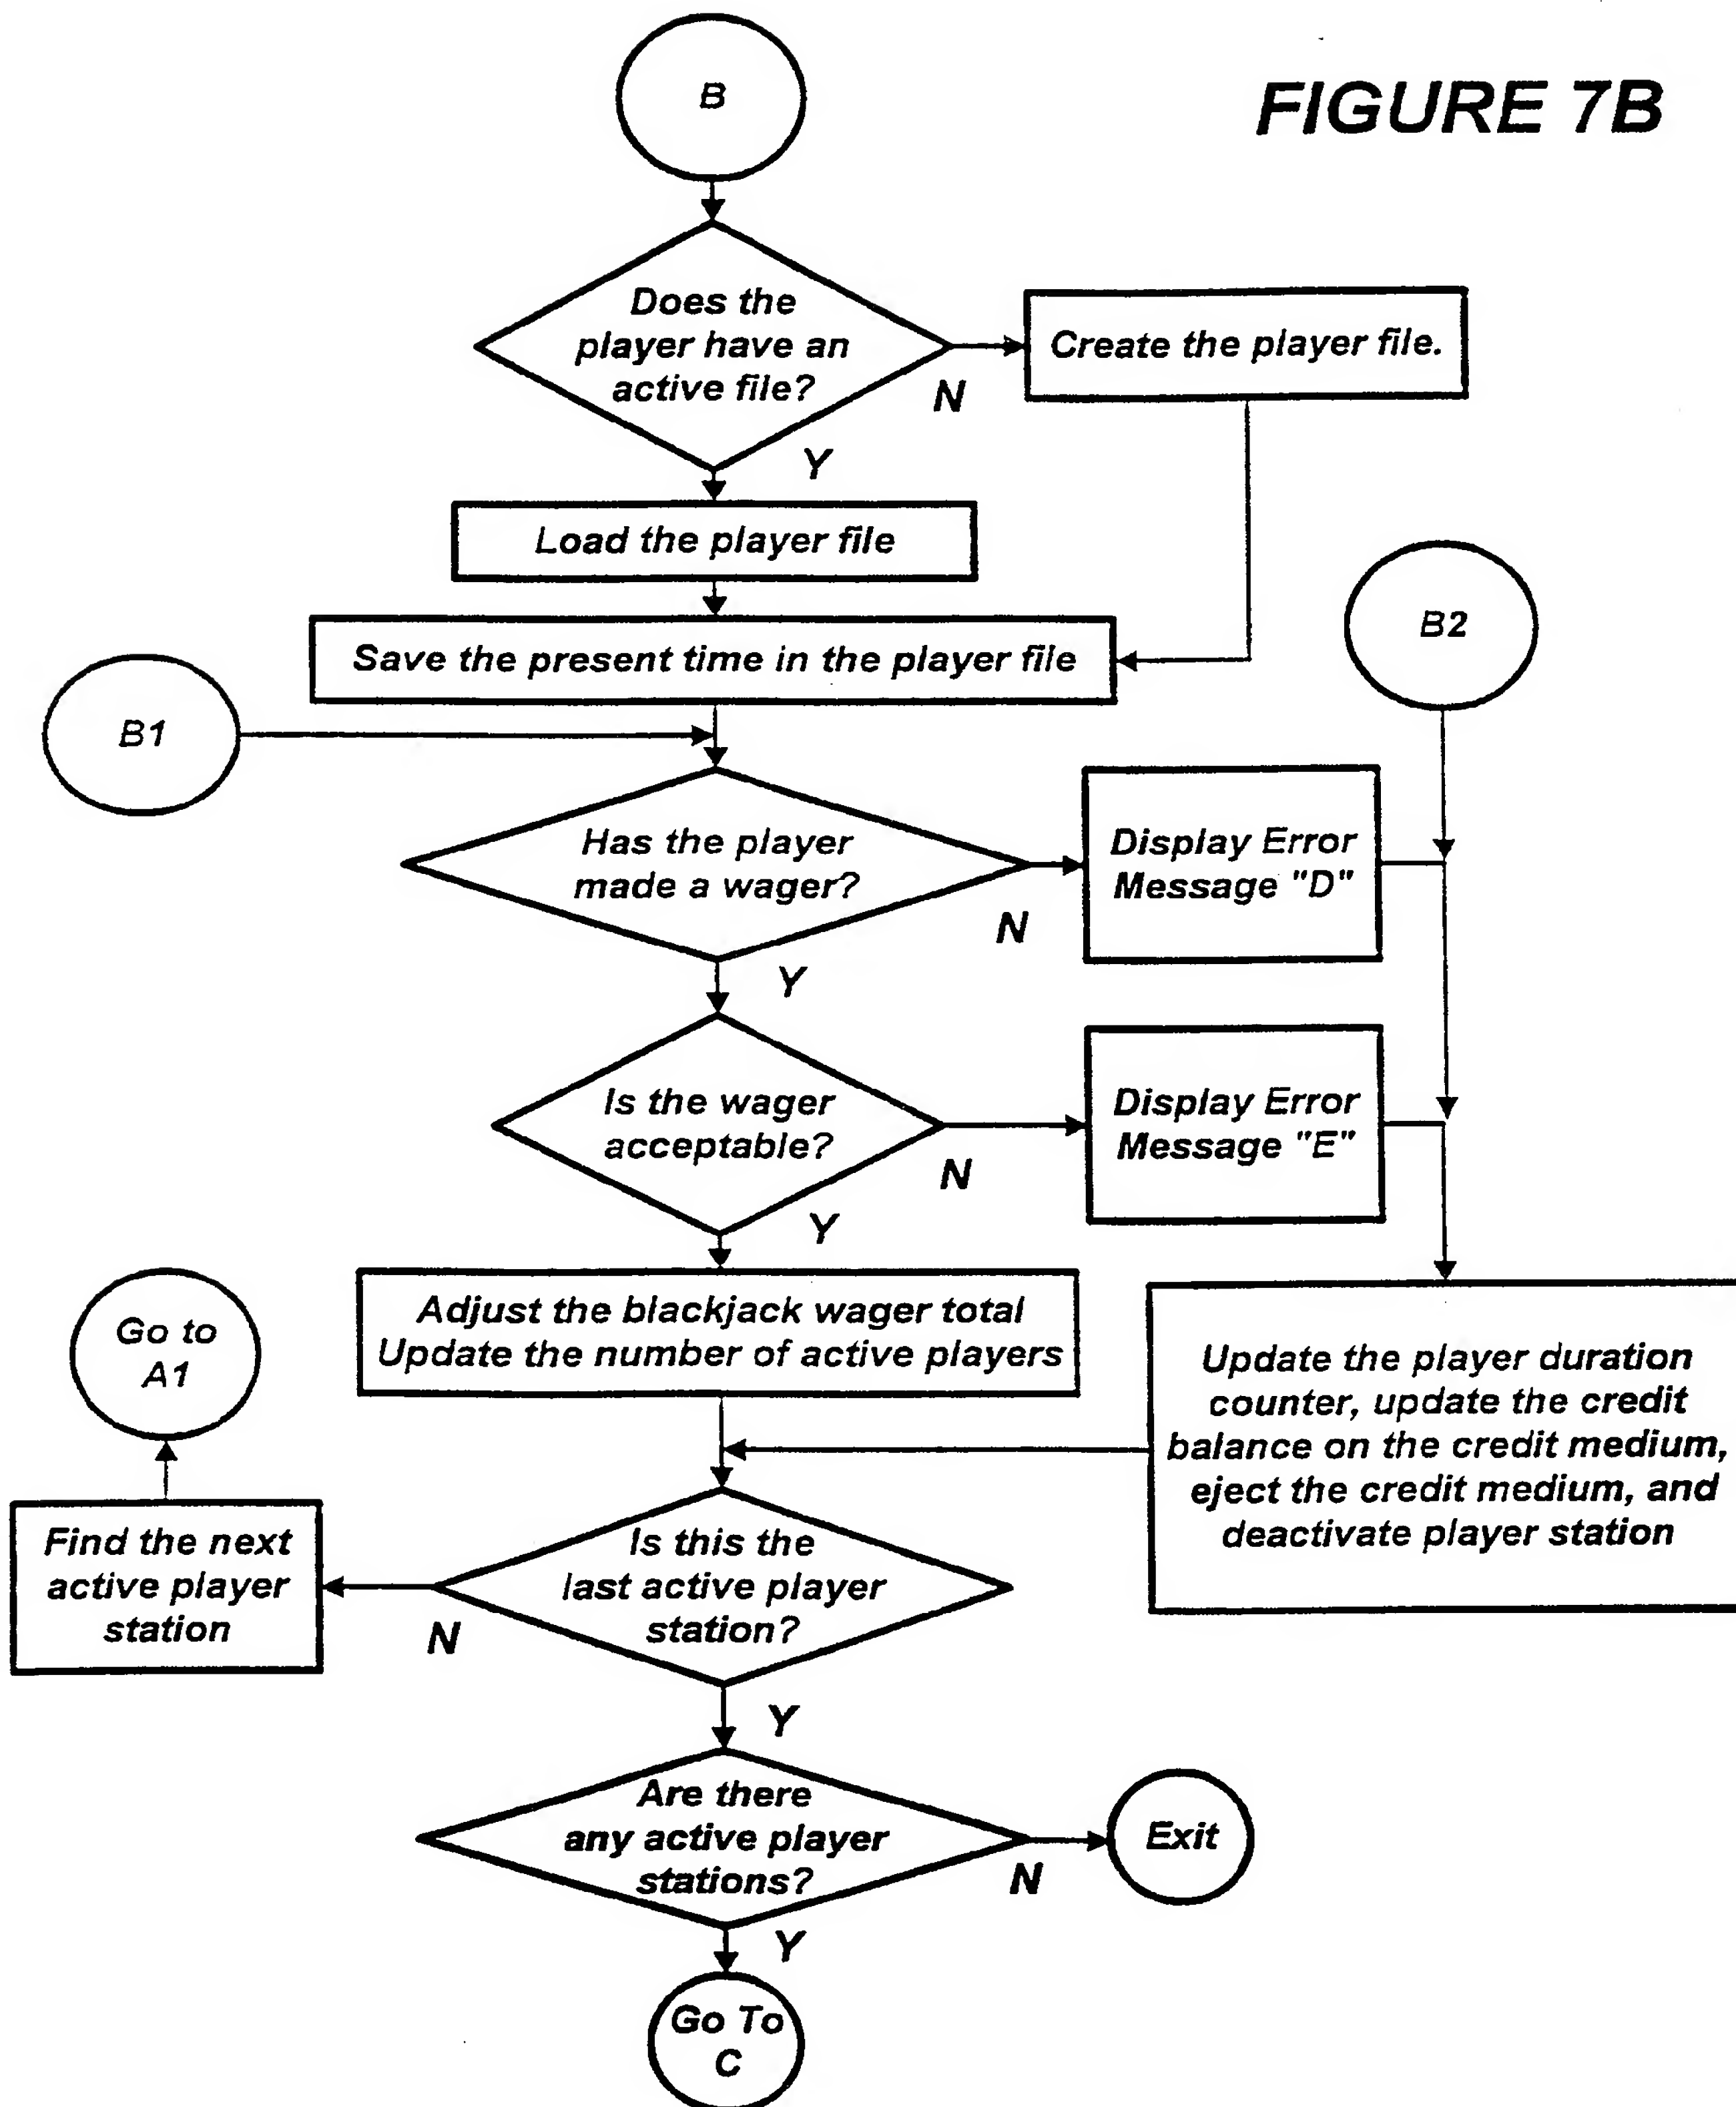 FIGURE 7B
B
Does the
player have an
active file?
N
Create the player file.
Y
Load the player file
B2
Save the present time in the player file
B1
Has the player
made a wager?
N
Display Error
Message "D"
Y
Is the wager
acceptable?
N
Display Error
Message "E"
Y
Go to
A1
Adjust the blackjack wager total
Update the number of active players
Update the player duration
counter, update the credit
balance on the credit medium,
eject the credit medium, and
deactivate player station
Find the next
active player
station
N
Is this the
last active player
station?
Y
Are there
any active player
stations?
N
Exit
Y
Go To
C